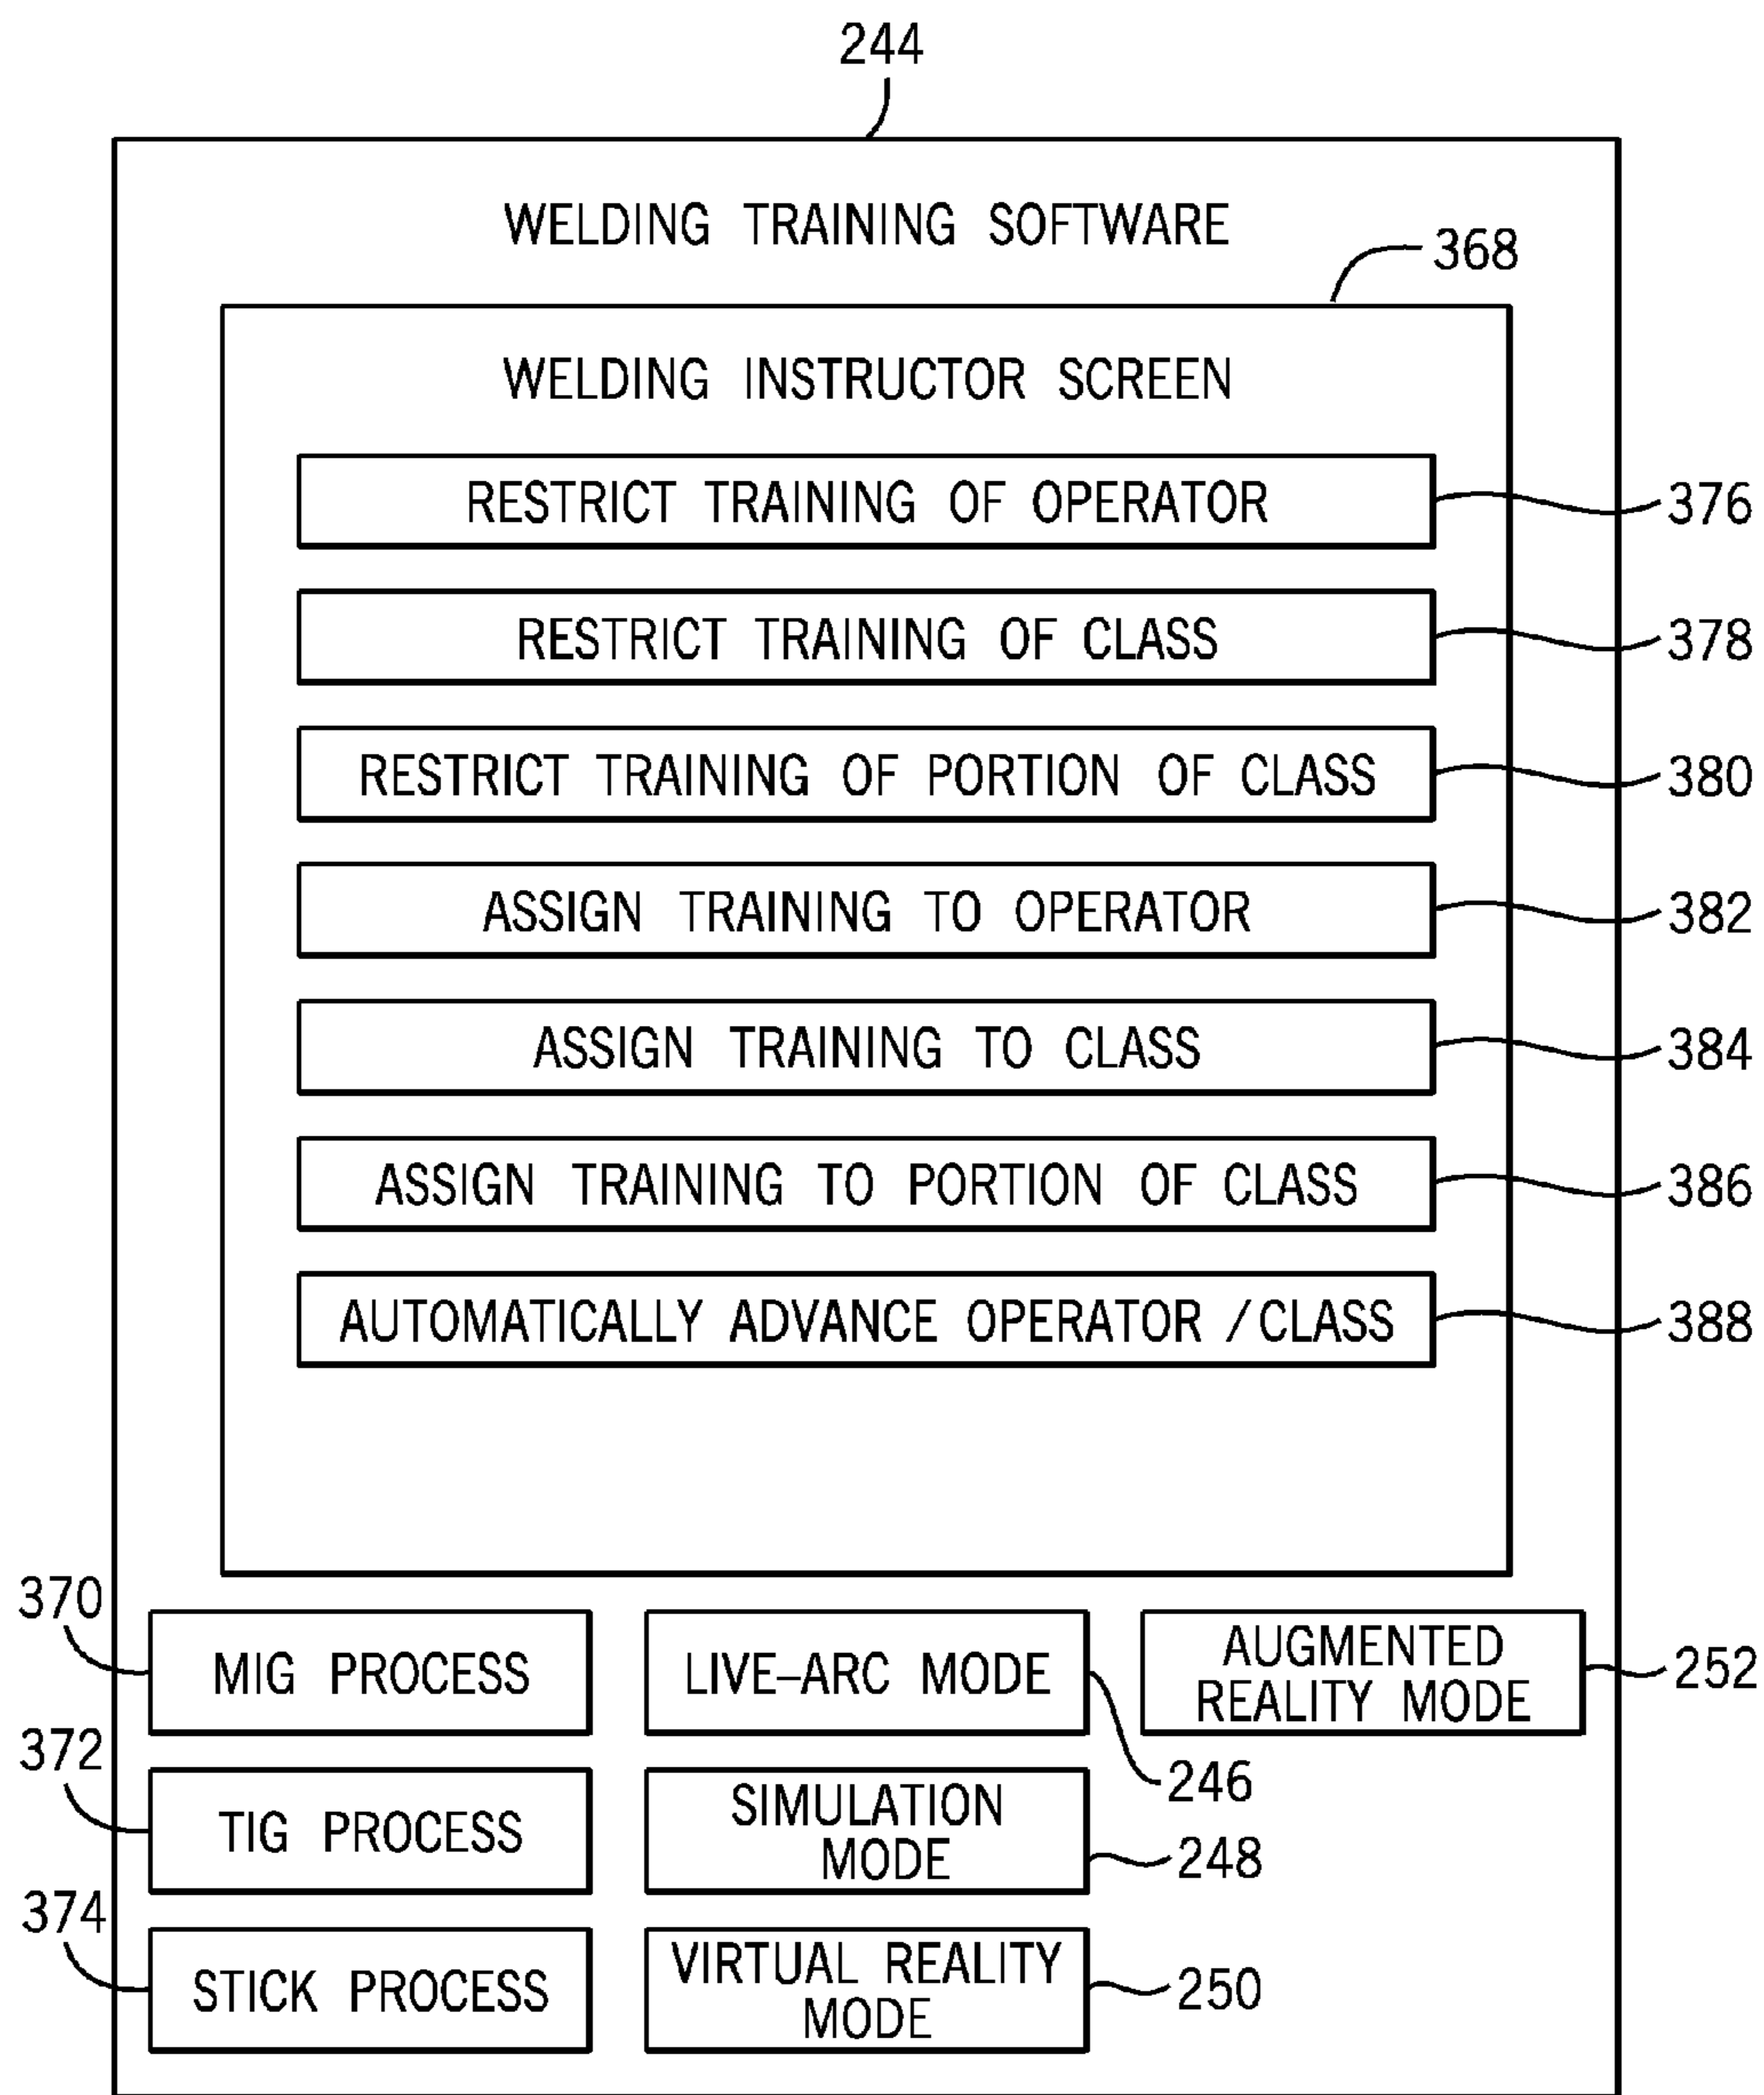 244
WELDING TRAINING SOFTWARE
368
WELDING INSTRUCTOR SCREEN
RESTRICT TRAINING OF OPERATOR
376
RESTRICT TRAINING OF CLASS
378
RESTRICT TRAINING OF PORTION OF CLASS
380
ASSIGN TRAINING TO OPERATOR
382
ASSIGN TRAINING TO CLASS
384
ASSIGN TRAINING TO PORTION OF CLASS
386
AUTOMATICALLY ADVANCE OPERATOR/CLASS
388
370
MIG PROCESS
LIVE–ARC MODE
AUGMENTED
REALITY MODE
252
372
246
TIG PROCESS
SIMULATION
MODE
248
374
STICK PROCESS
VIRTUAL REALITY
MODE
250